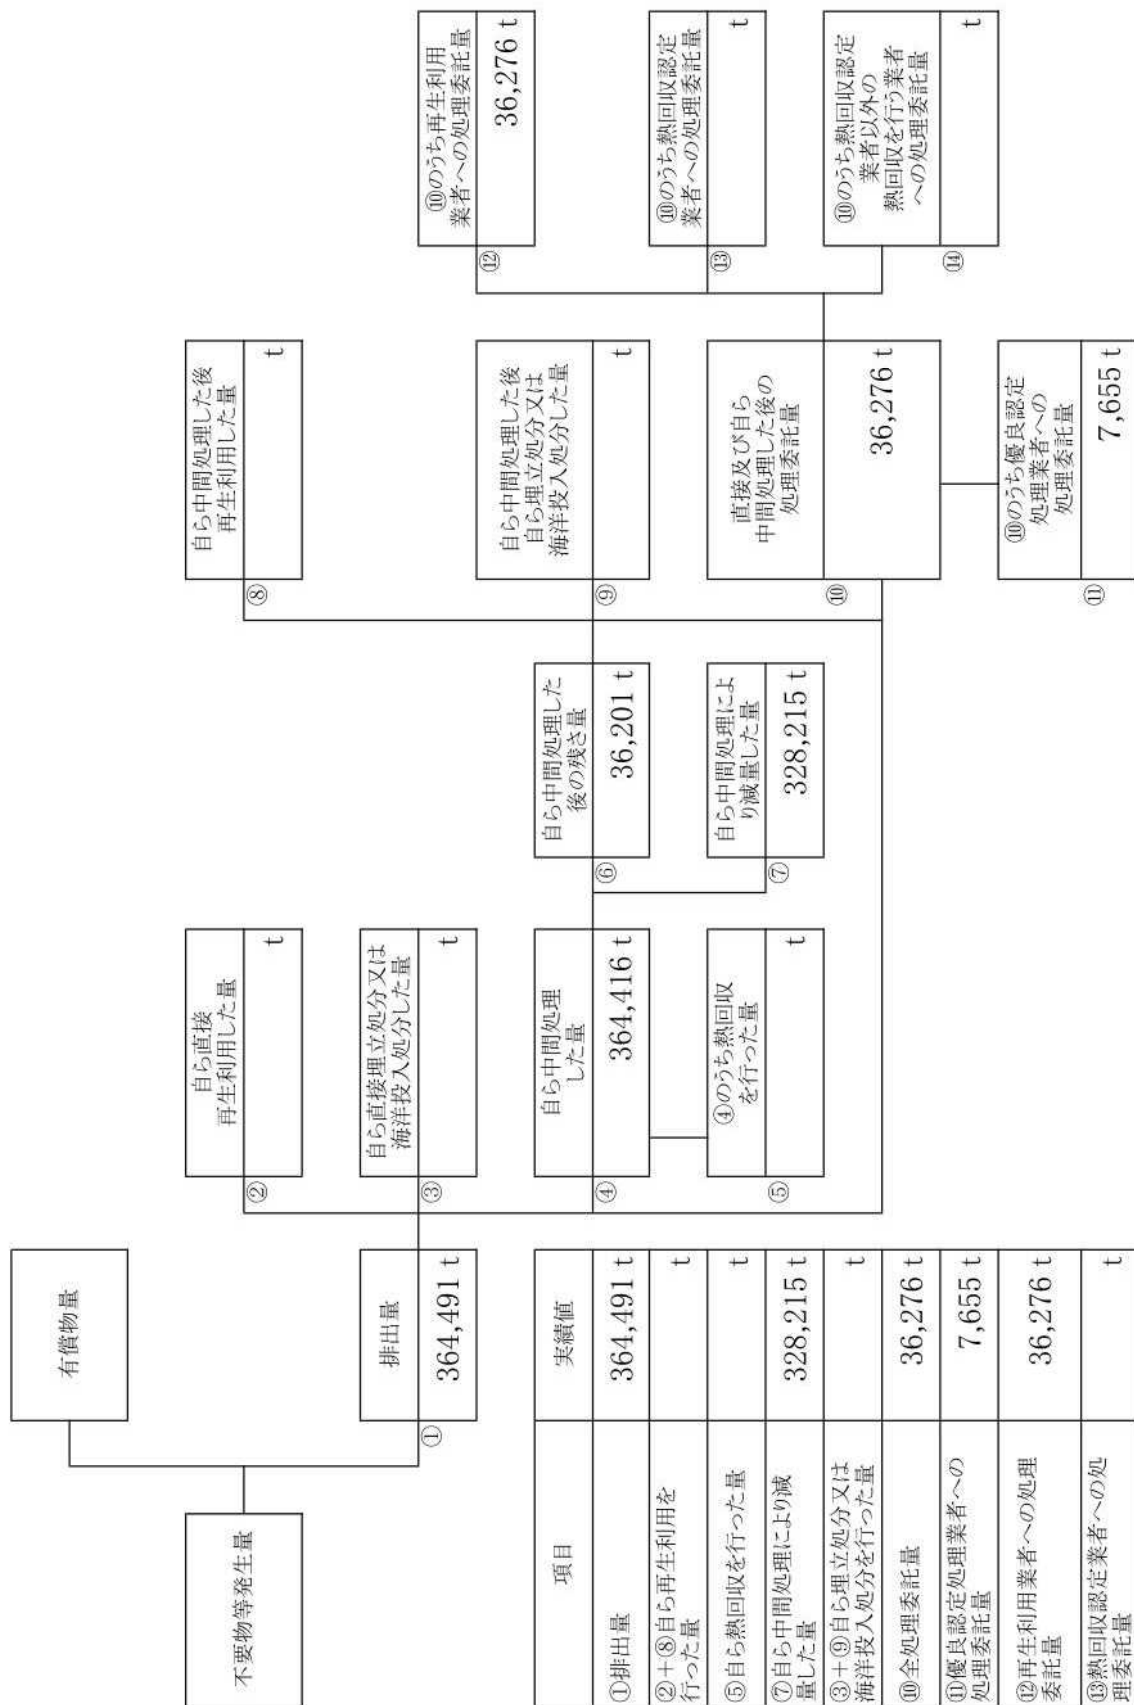 不要物等発生量
有償物量
排出量
①
364,491 t
自ら直接
再生利用した量
②
t
自ら直接埋立処分又は
海洋投入処分した量
③
t
自ら中間処理
した量
④
364,416 t
④のうち熱回収
を行った量
⑤
t
自ら中間処理した
後の残さ量
⑥
36,201 t
自ら中間処理によ
り減量した量
⑦
328,215 t
自ら中間処理した後
再生利用した量
⑧
t
自ら中間処理した後
自ら埋立処分又は
海洋投入処分した量
⑨
t
直接及び自ら
中間処理した後の
処理委託量
⑩
36,276 t
⑩のうち優良認定
処理業者への
処理委託量
⑪
7,655 t
⑩のうち再生利用
業者への処理委託量
⑫
36,276 t
⑩のうち熱回収認定
業者への処理委託量
⑬
t
⑩のうち熱回収認定
業者以外の
熱回収を行う業者
への処理委託量
⑭
t
項目 実績値
①排出量 364,491 t
②+⑧自ら再生利用を
行った量 t
⑤自ら熱回収を行った量 t
⑦自ら中間処理により減
量した量 328,215 t
③+⑨自ら埋立処分又は
海洋投入処分を行った量 t
⑩全処理委託量 36,276 t
⑪優良認定処理業者への
処理委託量 7,655 t
⑫再生利用業者への処理
委託量 36,276 t
⑬熱回収認定業者への処
理委託量 t